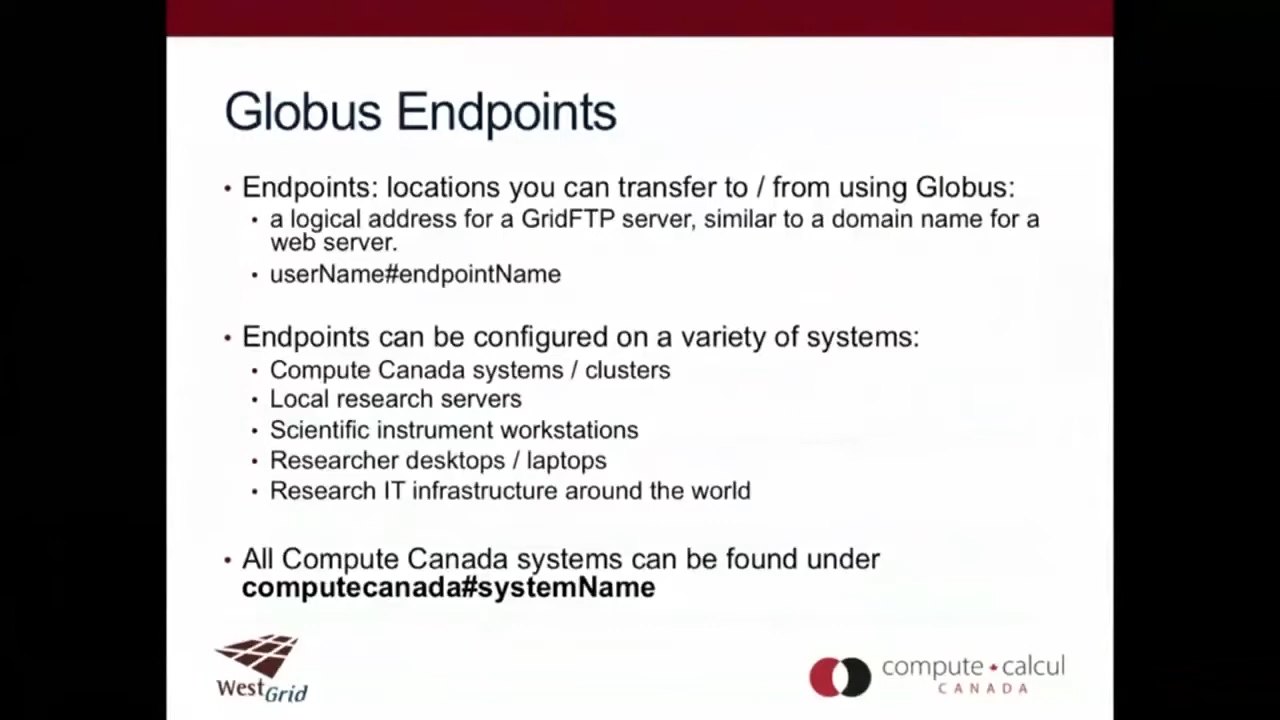 Globus Endpoints
• Endpoints: locations you can transfer to / from using Globus:
• a logical address for a GridFTP server, similar to a domain name for a
web server.
• userName#endpointName
• Endpoints can be configured on a variety of systems:
• Compute Canada systems / clusters
• Local research servers
• Scientific instrument workstations
• Researcher desktops / laptops
• Research IT infrastructure around the world
• All Compute Canada systems can be found under
computecanada#systemName
WestGrid
compute • calcul
CANADA